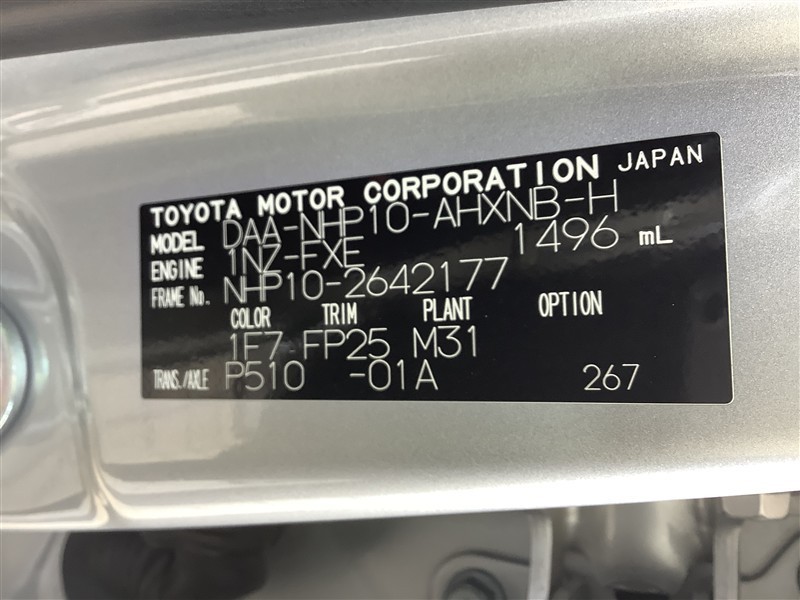 TOYOTA MOTOR CORPORATION JAPAN
MODEL DAA-NHP10-AHXNB-H
ENGINE 1NZ-FXE 1496 mL
FRAME No. NHP10-2642177
COLOR TRIM PLANT OPTION
1F7 FP25 M31
TRANS./AXLE P510 -01A 267